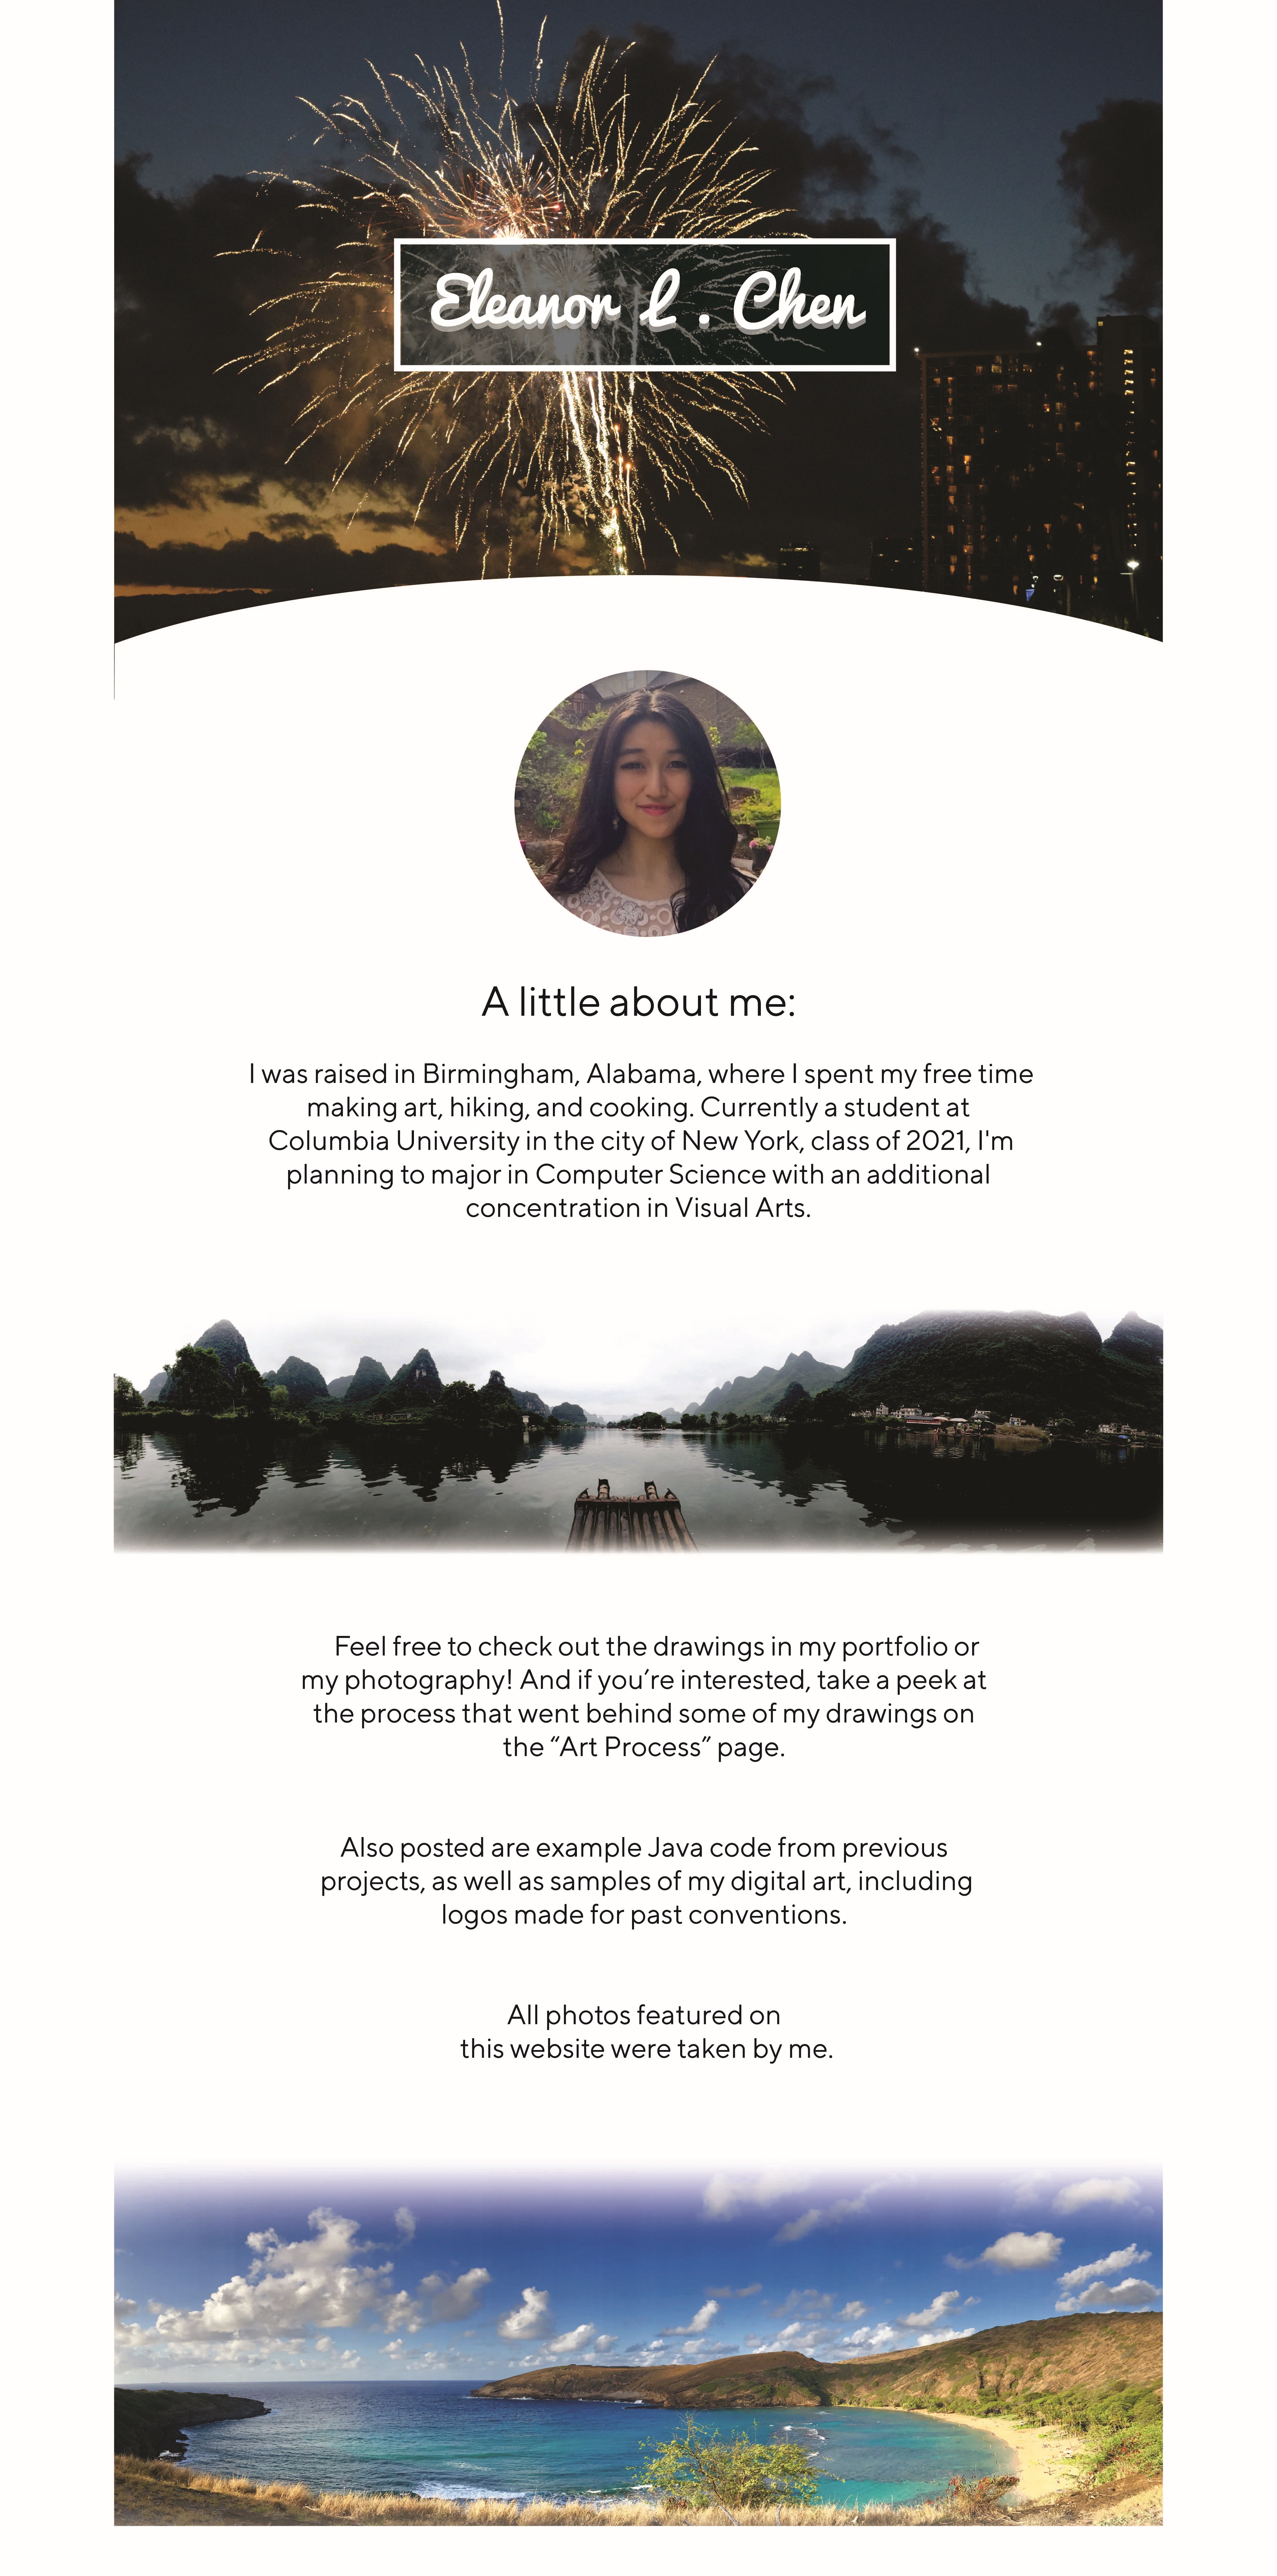 Eleanor L . Chen
A little about me:
I was raised in Birmingham, Alabama, where I spent my free time
making art, hiking, and cooking. Currently a student at
Columbia University in the city of New York, class of 2021, I'm
planning to major in Computer Science with an additional
concentration in Visual Arts.
Feel free to check out the drawings in my portfolio or
my photography! And if you’re interested, take a peek at
the process that went behind some of my drawings on
the “Art Process” page.
Also posted are example Java code from previous
projects, as well as samples of my digital art, including
logos made for past conventions.
All photos featured on
this website were taken by me.